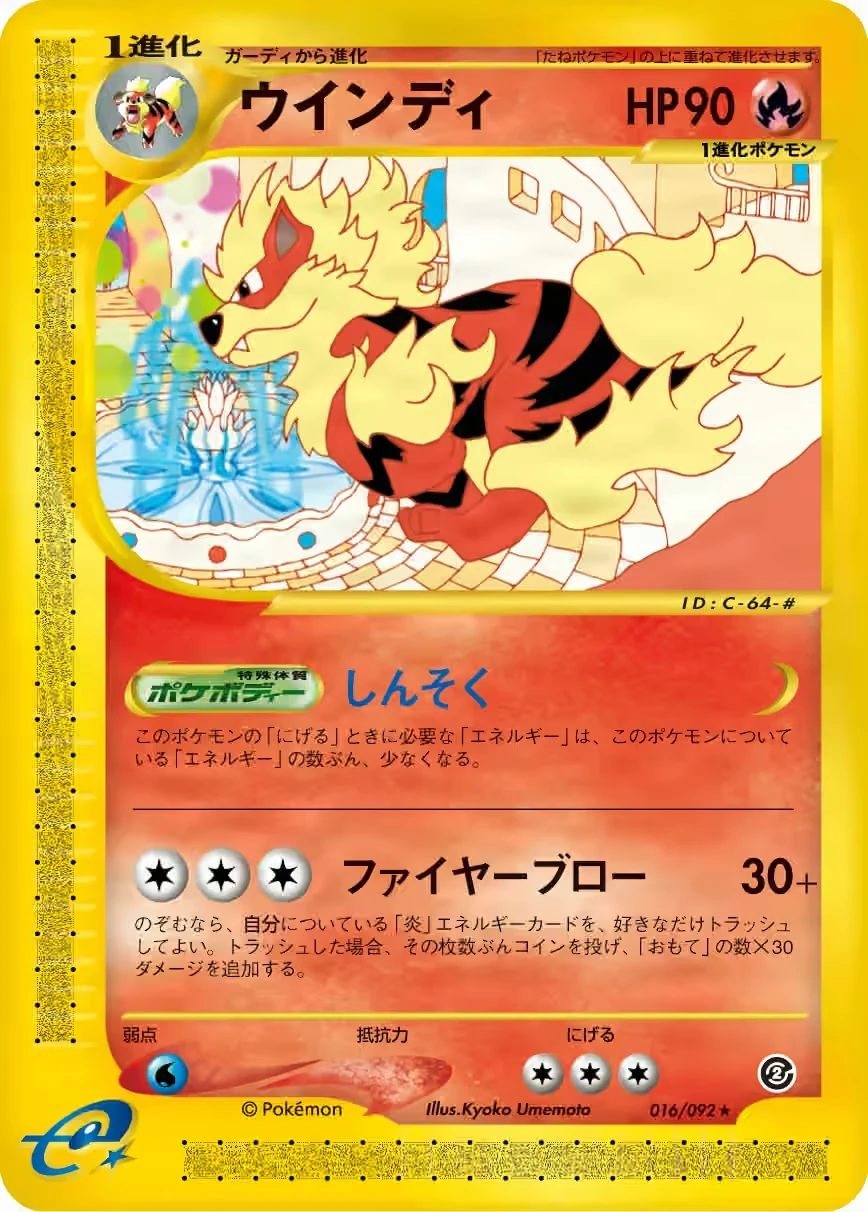 1進化
ガーディから進化
「たねポケモン」の上に重ねて進化させます。
ウインディ
HP90
1進化ポケモン
ID:C-64-#
特殊体質
ポケボディー
しんそく
このポケモンの「にげる」ときに必要な「エネルギー」は、このポケモンについて
いる「エネルギー」の数ぶん、少なくなる。
ファイヤーブロー 30+
のぞむなら、自分についている「炎」エネルギーカードを、好きなだけトラッシュ
してよい。トラッシュした場合、その枚数ぶんコインを投げ、「おもて」の数×30
ダメージを追加する。
弱点 抵抗力 にげる
2
© Pokémon Illus.Kyoko Umemoto 016/092★
e